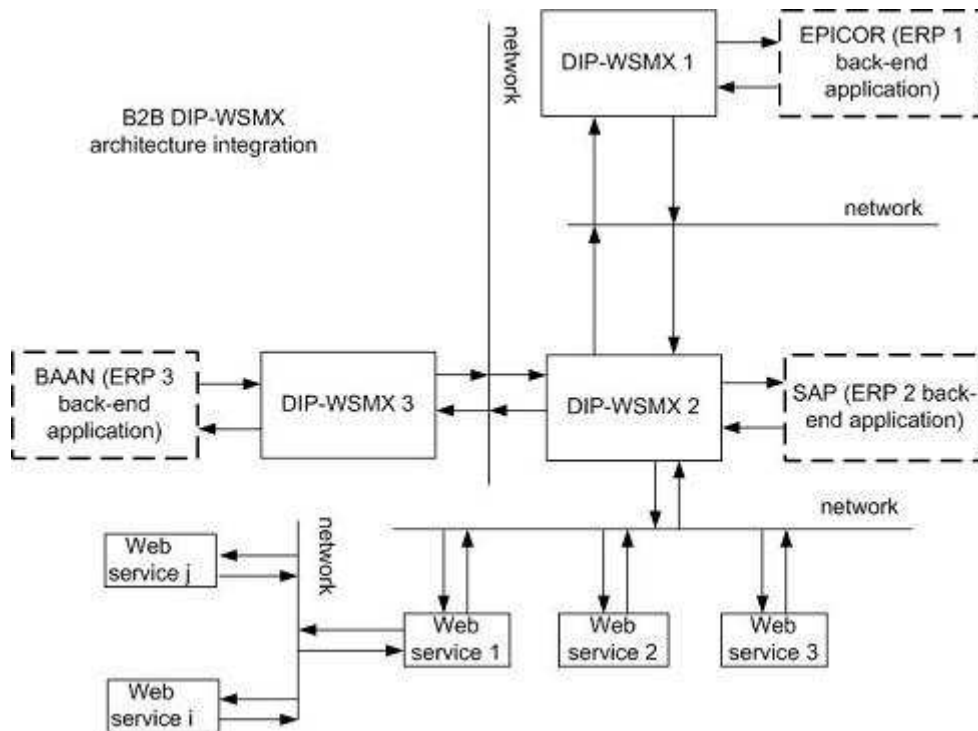 network
DIP-WSMX 1
EPICOR (ERP 1
back-end
application)
B2B DIP-WSMX
architecture integration
network
BAAN (ERP 3
back-end
application)
DIP-WSMX 3
DIP-WSMX 2
SAP (ERP 2 back-
end application)
network
network
Web
service j
Web
service 1
Web
service 2
Web
service 3
Web
service i